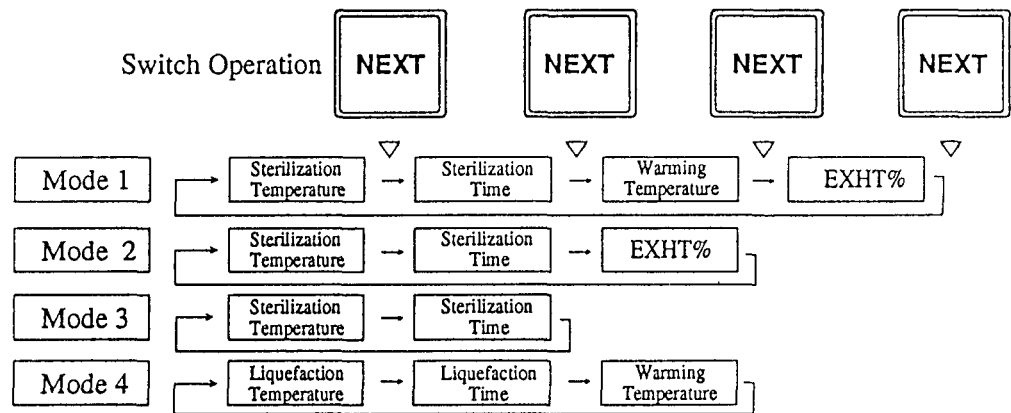 Switch Operation NEXT NEXT NEXT NEXT
Mode 1 Sterilization Temperature Sterilization Time Warming Temperature EXHT%
Mode 2 Sterilization Temperature Sterilization Time EXHT%
Mode 3 Sterilization Temperature Sterilization Time
Mode 4 Liquefaction Temperature Liquefaction Time Warming Temperature